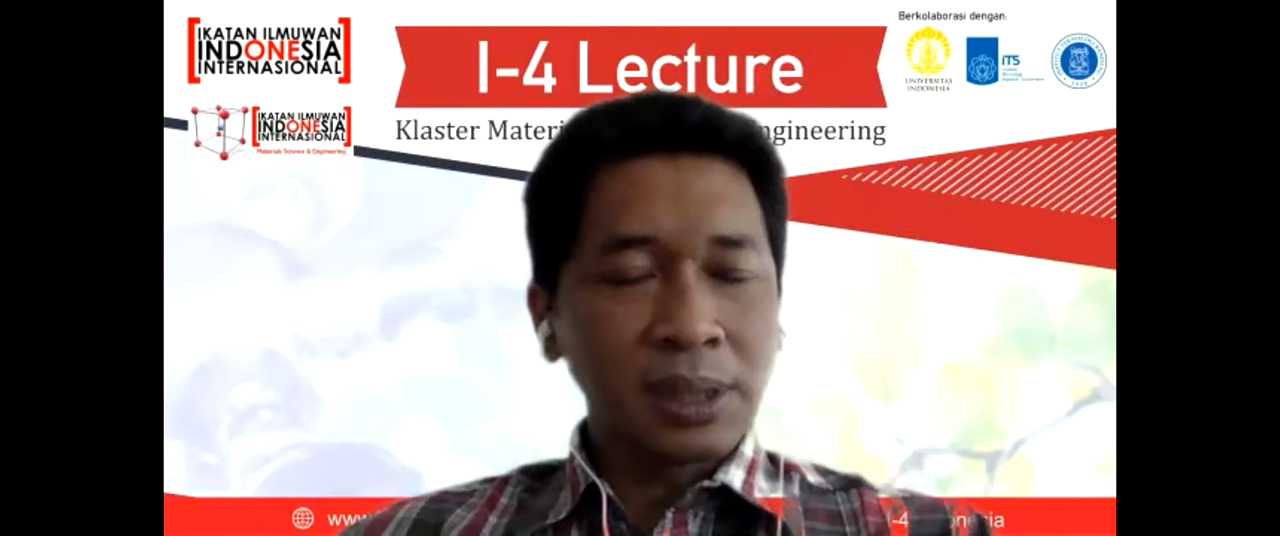 IKATAN ILMUWAN
INDONESIA
INTERNASIONAL
I-4 Lecture
Berkolaborasi dengan:
UNIVERSITAS
INDONESIA
ITS
IKATAN ILMUWAN
INDONESIA
INTERNASIONAL
Materials Science & Engineering
Klaster Materi ngineering
www
I-4 onesia